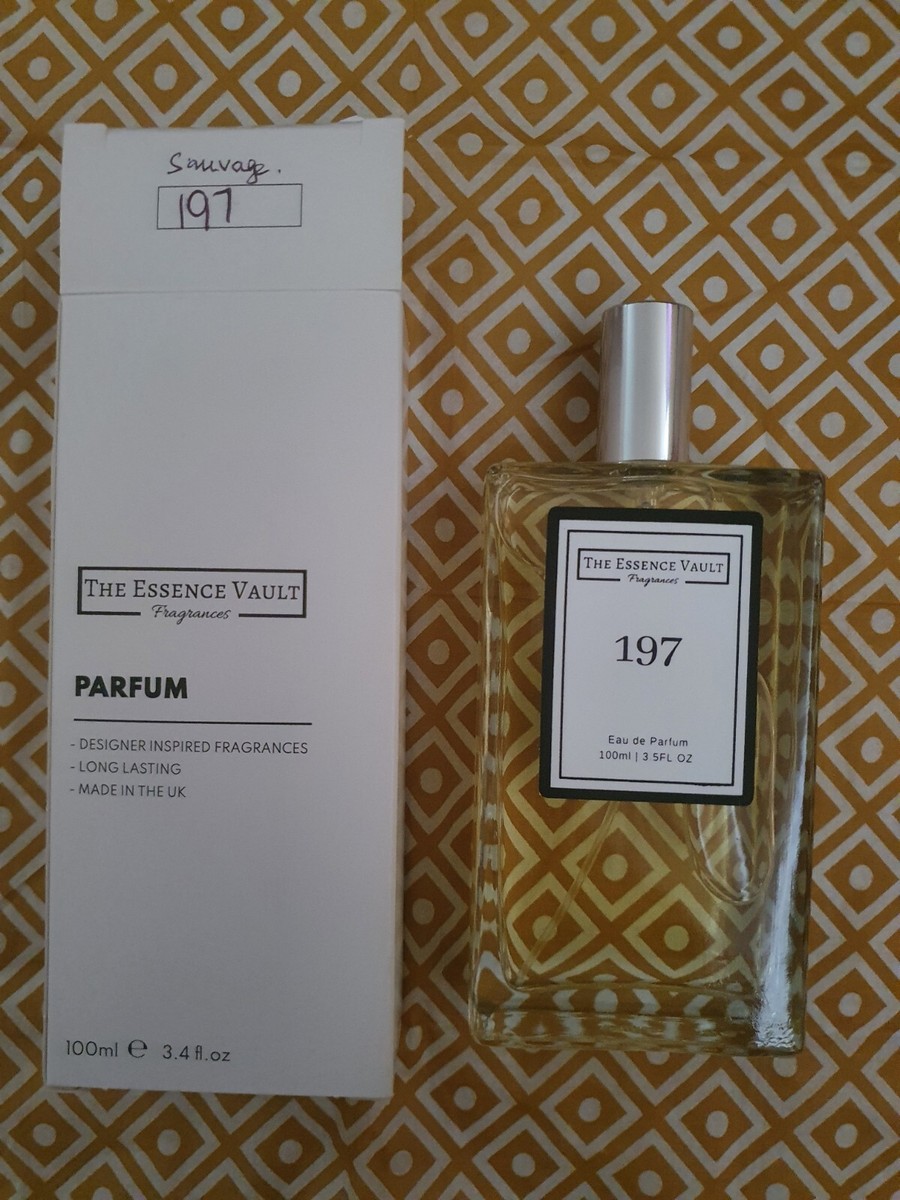 Sauvage.
197
THE ESSENCE VAULT
Fragrances
PARFUM
- DESIGNER INSPIRED FRAGRANCES
- LONG LASTING
- MADE IN THE UK
100ml ℮ 3.4 fl.oz
THE ESSENCE VAULT
Fragrances
197
Eau de Parfum
100ml | 3.5FL OZ